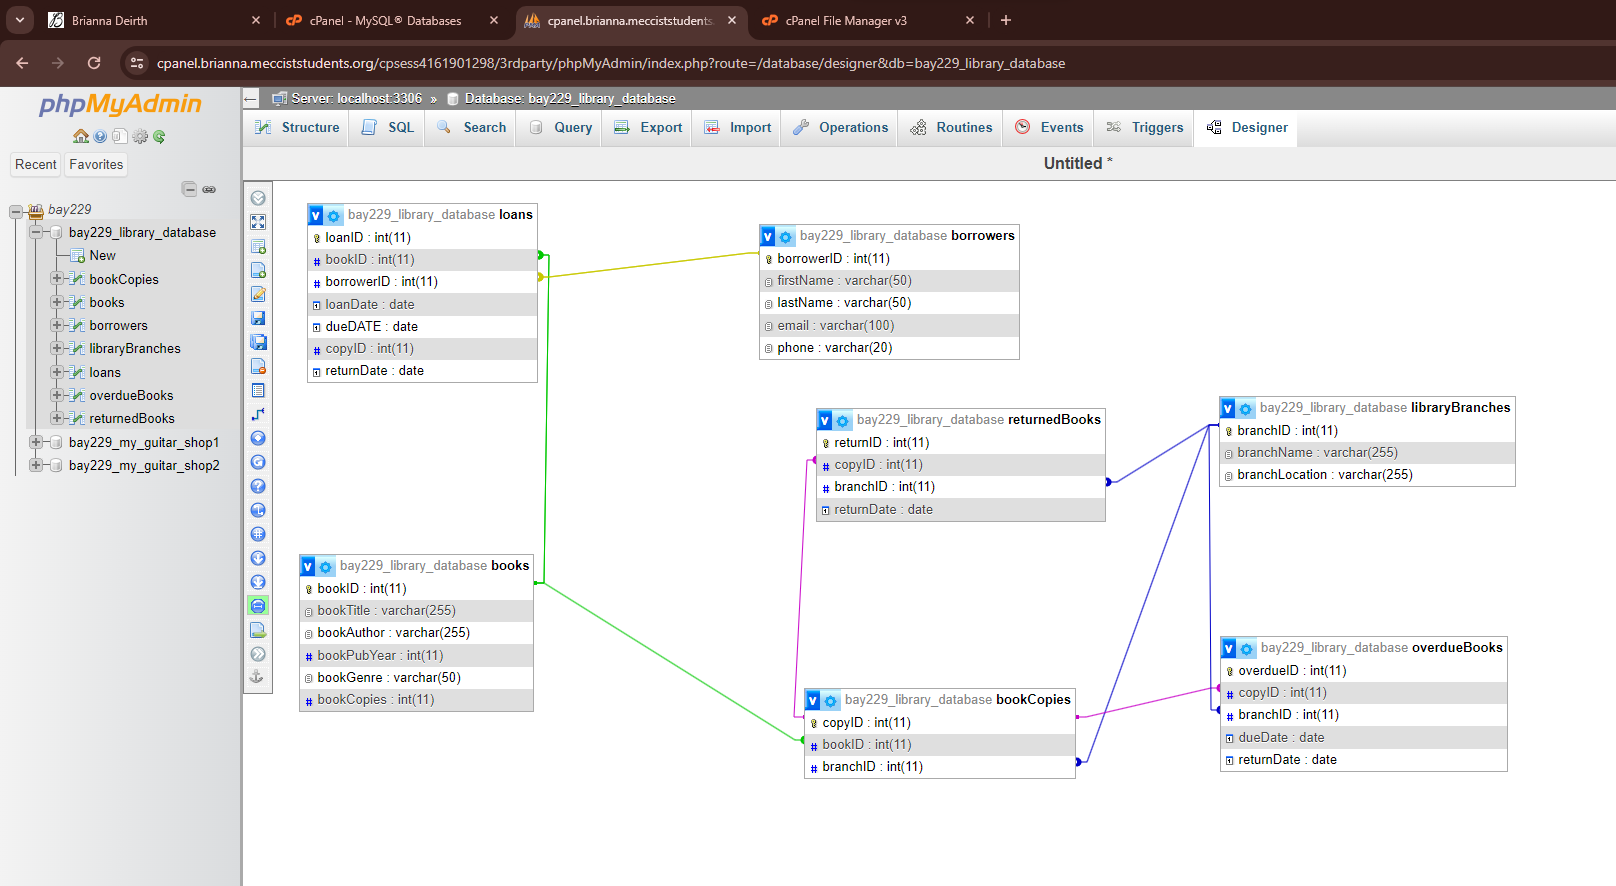 Brianna Deirth
cPanel - MySQL® Databases
cpanel.brianna.mecciststudents
cPanel File Manager v3
cpanel.brianna.mecciststudents.org/cpsess4161901298/3rdparty/phpMyAdmin/index.php?route=/database/designer&db=bay229_library_database
phpMyAdmin
Recent
Favorites
bay229
bay229_library_database
New
bookCopies
books
borrowers
libraryBranches
loans
overdueBooks
returnedBooks
bay229_my_guitar_shop1
bay229_my_guitar_shop2
Server: localhost:3306 » Database: bay229_library_database
Structure
SQL
Search
Query
Export
Import
Operations
Routines
Events
Triggers
Designer
Untitled *
v bay229_library_database loans
loanID : int(11)
# bookID : int(11)
# borrowerID : int(11)
loanDate : date
dueDATE : date
# copyID : int(11)
returnDate : date
v bay229_library_database borrowers
borrowerID : int(11)
firstName : varchar(50)
lastName : varchar(50)
email : varchar(100)
phone : varchar(20)
v bay229_library_database returnedBooks
returnID : int(11)
# copyID : int(11)
# branchID : int(11)
returnDate : date
v bay229_library_database libraryBranches
branchID : int(11)
branchName : varchar(255)
branchLocation : varchar(255)
v bay229_library_database books
bookID : int(11)
bookTitle : varchar(255)
bookAuthor : varchar(255)
# bookPubYear : int(11)
bookGenre : varchar(50)
# bookCopies : int(11)
v bay229_library_database bookCopies
copyID : int(11)
# bookID : int(11)
# branchID : int(11)
v bay229_library_database overdueBooks
overdueID : int(11)
# copyID : int(11)
# branchID : int(11)
dueDate : date
returnDate : date